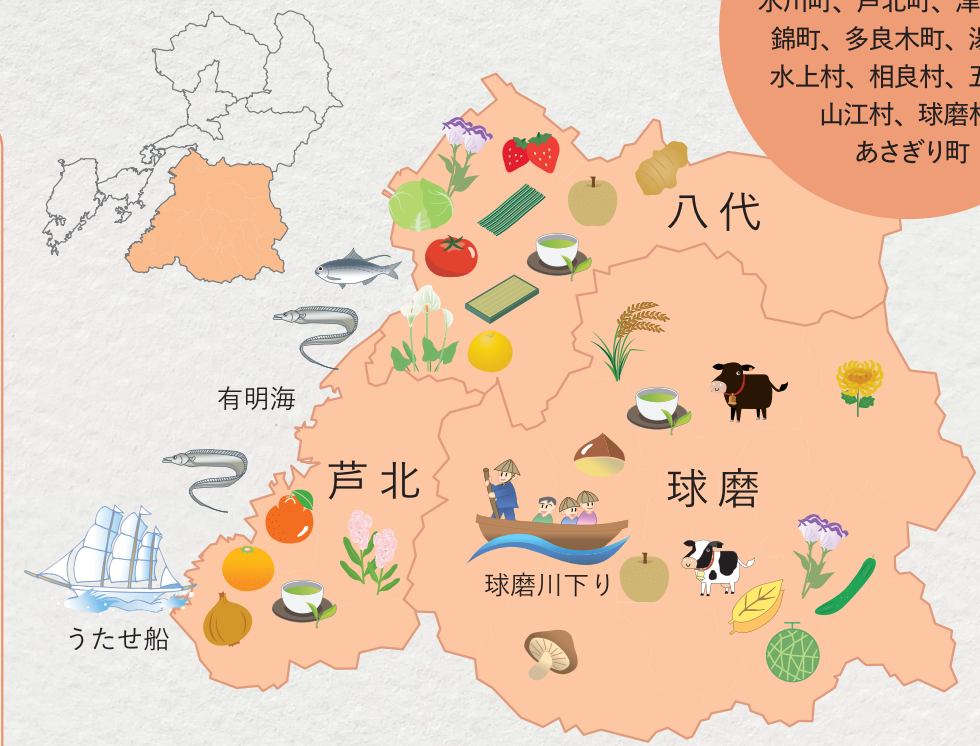 錦町、多良木町、
水上村、相良村、
山江村、球磨村
あさぎり町
八代
有明海
芦北
球磨
球磨川下り
うたせ船